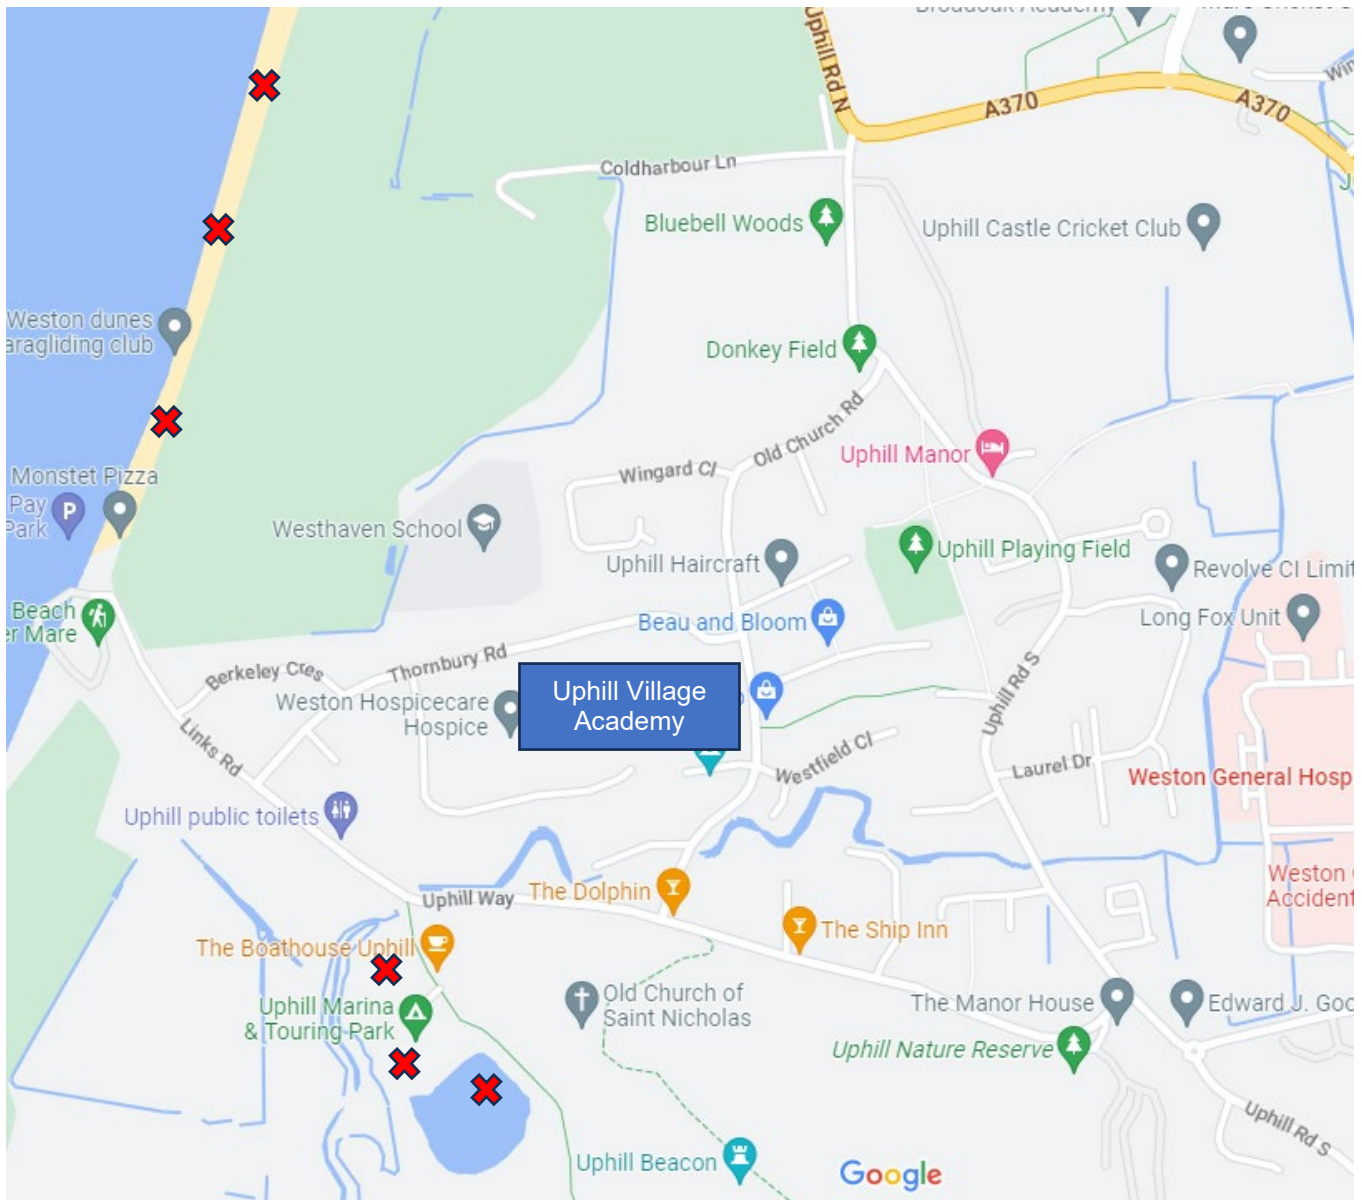 Uphill Rd N
A370
A370
Coldharbour Ln
Bluebell Woods
Uphill Castle Cricket Club
Weston dunes
aragliding club
Donkey Field
Old Church Rd
Uphill Manor
Wingard Cl
Monstet Pizza
Pay
Park
P
Westhaven School
Uphill Haircraft
Uphill Playing Field
Revolve CI Limit
Long Fox Unit
Beach
er Mare
Beau and Bloom
Berkeley Cres
Thornbury Rd
Uphill Village
Academy
Weston Hospicecare
Hospice
Uphill Rd S
Links Rd
Westfield Cl
Laurel Dr
Weston General Hosp
Uphill public toilets
Weston
Accident
Uphill Way
The Dolphin
The Ship Inn
The Boathouse Uphill
Uphill Marina
& Touring Park
Old Church of
Saint Nicholas
The Manor House
Edward J. Goo
Uphill Nature Reserve
Uphill Rd S
Uphill Beacon
Google